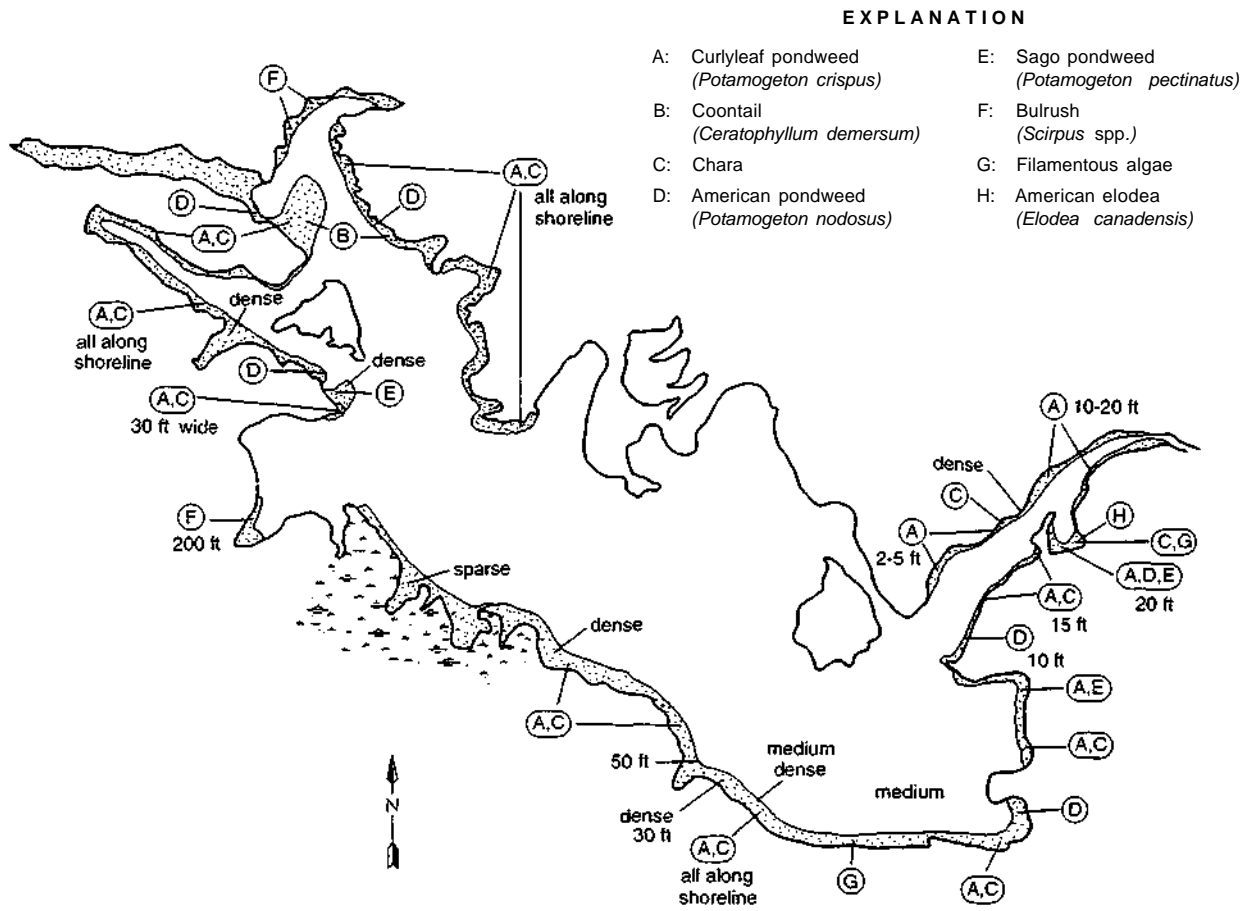 EXPLANATION
A: Curlyleaf pondweed
(Potamogeton crispus)
B: Coontail
(Ceratophyllum demersum)
C: Chara
D: American pondweed
(Potamogeton nodosus)
E: Sago pondweed
(Potamogeton pectinatus)
F: Bulrush
(Scirpus spp.)
G: Filamentous algae
H: American elodea
(Elodea canadensis)
F
A,C
all along
shoreline
D
D
A,C
B
dense
A,C
all along
shoreline
dense
D
E
A,C
30 ft wide
A 10-20 ft
dense
C
F
200 ft
A
2-5 ft
H
C,G
sparse
A,D,E
20 ft
A,C
15 ft
dense
D
10 ft
A,E
A,C
50 ft
medium
dense
A,C
medium
N
dense
30 ft
D
A,C
all along
shoreline
G
A,C